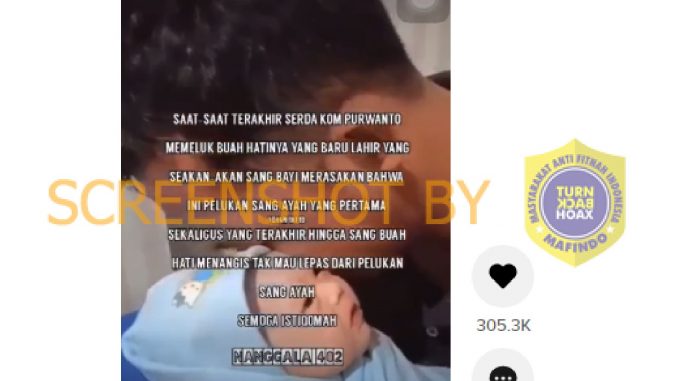 SAAT-SAAT TERAKHIR SERDA KOM PURWANTO
MEMELUK BUAH HATINYA YANG BARU LAHIR YANG
SEAKAN-AKAN SANG BAYI MERASAKAN BAHWA
INI PELUKAN SANG AYAH YANG PERTAMA
SEKALIGUS YANG TERAKHIR HINGGA SANG BUAH
HATI MENANGIS TAK MAU LEPAS DARI PELUKAN
SANG AYAH
SEMOGA ISTIQOMAH
NANGGALA 402
SCREENSHOT BY
MASYARAKAT ANTI FITNAH INDONESIA
TURN
BACK
HOAX
MAFINDO
305.3K